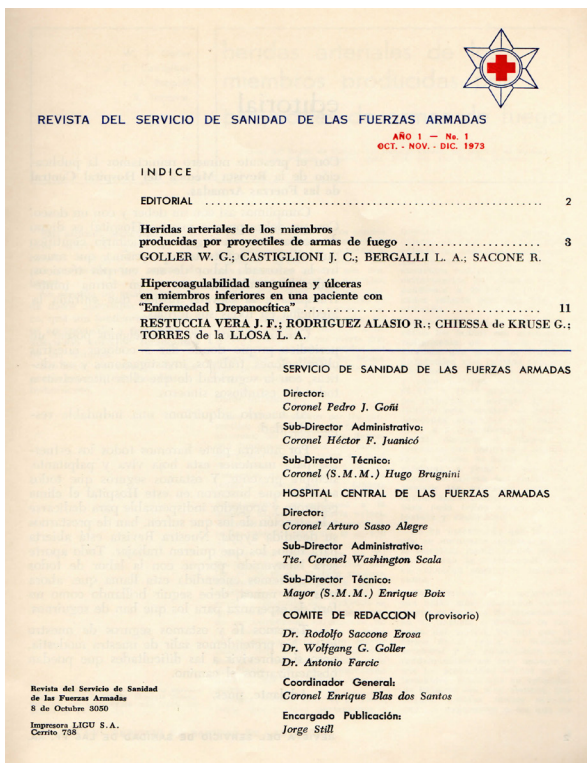 REVISTA DEL SERVICIO DE SANIDAD DE LAS FUERZAS ARMADAS
AÑO 1 — No. 1
OCT. - NOV. - DIC. 1973
INDICE
EDITORIAL .......... 2
Heridas arteriales de los miembros
producidas por proyectiles de armas de fuego .......... 3
GOLLER W. G.; CASTIGLIONI J. C.; BERGALLI L. A.; SACONE R.
Hipercoagulabilidad sanguínea y úlceras
en miembros inferiores en una paciente con
"Enfermedad Drepanocítica" .......... 11
RESTUCCIA VERA J. F.; RODRIGUEZ ALASIO R.; CHIESSA de KRUSE G.;
TORRES de la LLOSA L. A.
SERVICIO DE SANIDAD DE LAS FUERZAS ARMADAS
Director:
Coronel Pedro J. Goñi
Sub-Director Administrativo:
Coronel Héctor F. Juanicó
Sub-Director Técnico:
Coronel (S.M.M.) Hugo Brugnini
HOSPITAL CENTRAL DE LAS FUERZAS ARMADAS
Director:
Coronel Arturo Sasso Alegre
Sub-Director Administrativo:
Tte. Coronel Washington Scala
Sub-Director Técnico:
Mayor (S.M.M.) Enrique Boix
COMITE DE REDACCION (provisorio)
Dr. Rodolfo Saccone Erosa
Dr. Wolfgang G. Goller
Dr. Antonio Farcic
Coordinador General:
Coronel Enrique Blas dos Santos
Encargado Publicación:
Jorge Still
Revista del Servicio de Sanidad
de las Fuerzas Armadas
8 de Octubre 3050
Impresora LIGU S.A.
Cerrito 738